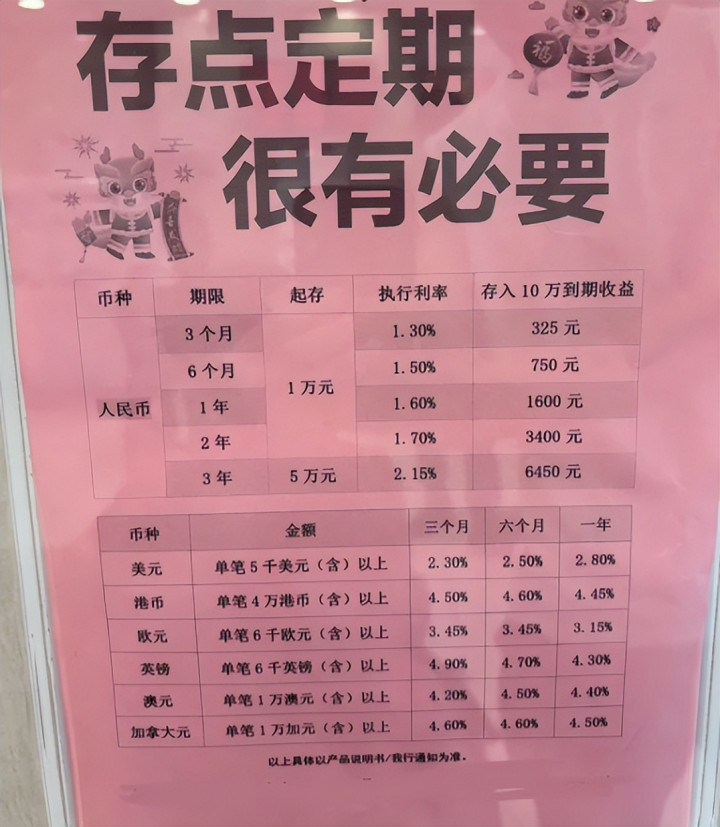 存点定期
很有必要
福
币种 期限 起存 执行利率 存入10万到期收益
人民币 3个月 1万元 1.30% 325元
6个月 1.50% 750元
1年 1.60% 1600元
2年 1.70% 3400元
3年 5万元 2.15% 6450元
币种 金额 三个月 六个月 一年
美元 单笔5千美元（含）以上 2.30% 2.50% 2.80%
港币 单笔4万港币（含）以上 4.50% 4.60% 4.45%
欧元 单笔6千欧元（含）以上 3.45% 3.45% 3.15%
英镑 单笔6千英镑（含）以上 4.90% 4.70% 4.30%
澳元 单笔1万澳元（含）以上 4.20% 4.50% 4.40%
加拿大元 单笔1万加元（含）以上 4.60% 4.60% 4.50%
以上具体以产品说明书/我行通知为准。